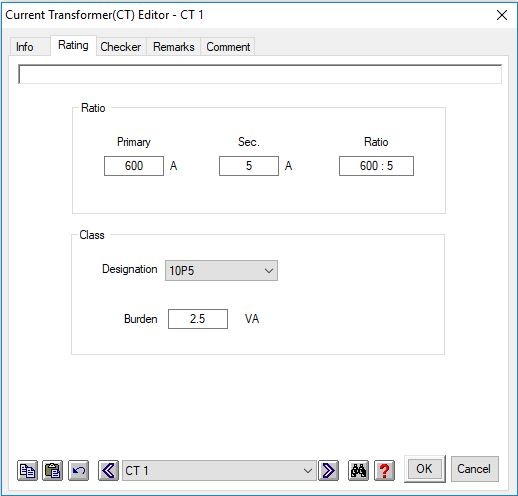 Current Transformer(CT) Editor - CT 1
Info Rating Checker Remarks Comment
Ratio
Primary Sec. Ratio
600 A 5 A 600 : 5
Class
Designation 10P5
Burden 2.5 VA
CT 1 ? OK Cancel